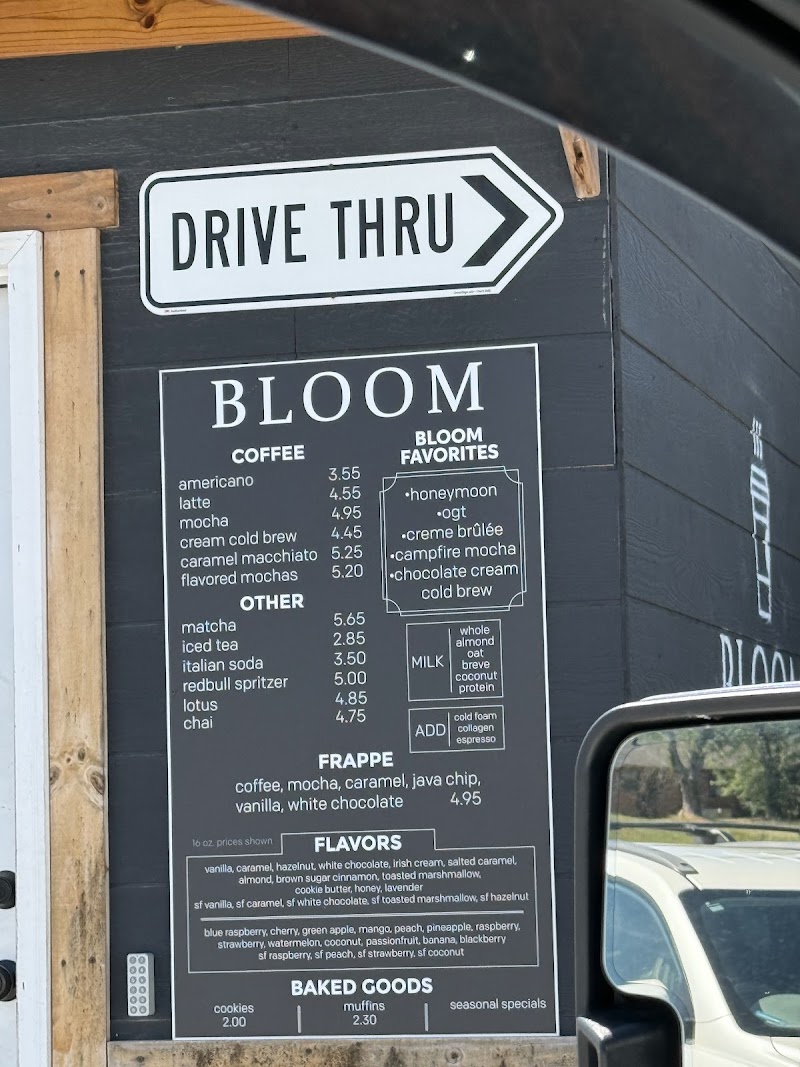 DRIVE THRU
BLOOM
COFFEE
americano 3.55
latte 4.55
mocha 4.95
cream cold brew 4.45
caramel macchiato 5.25
flavored mochas 5.20
OTHER
matcha 5.65
iced tea 2.85
italian soda 3.50
redbull spritzer 5.00
lotus 4.85
chai 4.75
BLOOM
FAVORITES
•honeymoon
•ogt
•creme brûlée
•campfire mocha
•chocolate cream
cold brew
MILK
whole
almond
oat
breve
coconut
protein
ADD
cold foam
collagen
espresso
FRAPPE
coffee, mocha, caramel, java chip,
vanilla, white chocolate 4.95
16 oz. prices shown
FLAVORS
vanilla, caramel, hazelnut, white chocolate, irish cream, salted caramel,
almond, brown sugar cinnamon, toasted marshmallow,
cookie butter, honey, lavender
sf vanilla, sf caramel, sf white chocolate, sf toasted marshmallow, sf hazelnut
blue raspberry, cherry, green apple, mango, peach, pineapple, raspberry,
strawberry, watermelon, coconut, passionfruit, banana, blackberry
sf raspberry, sf peach, sf strawberry, sf coconut
BAKED GOODS
cookies
2.00
muffins
2.30
seasonal specials
BLOOM